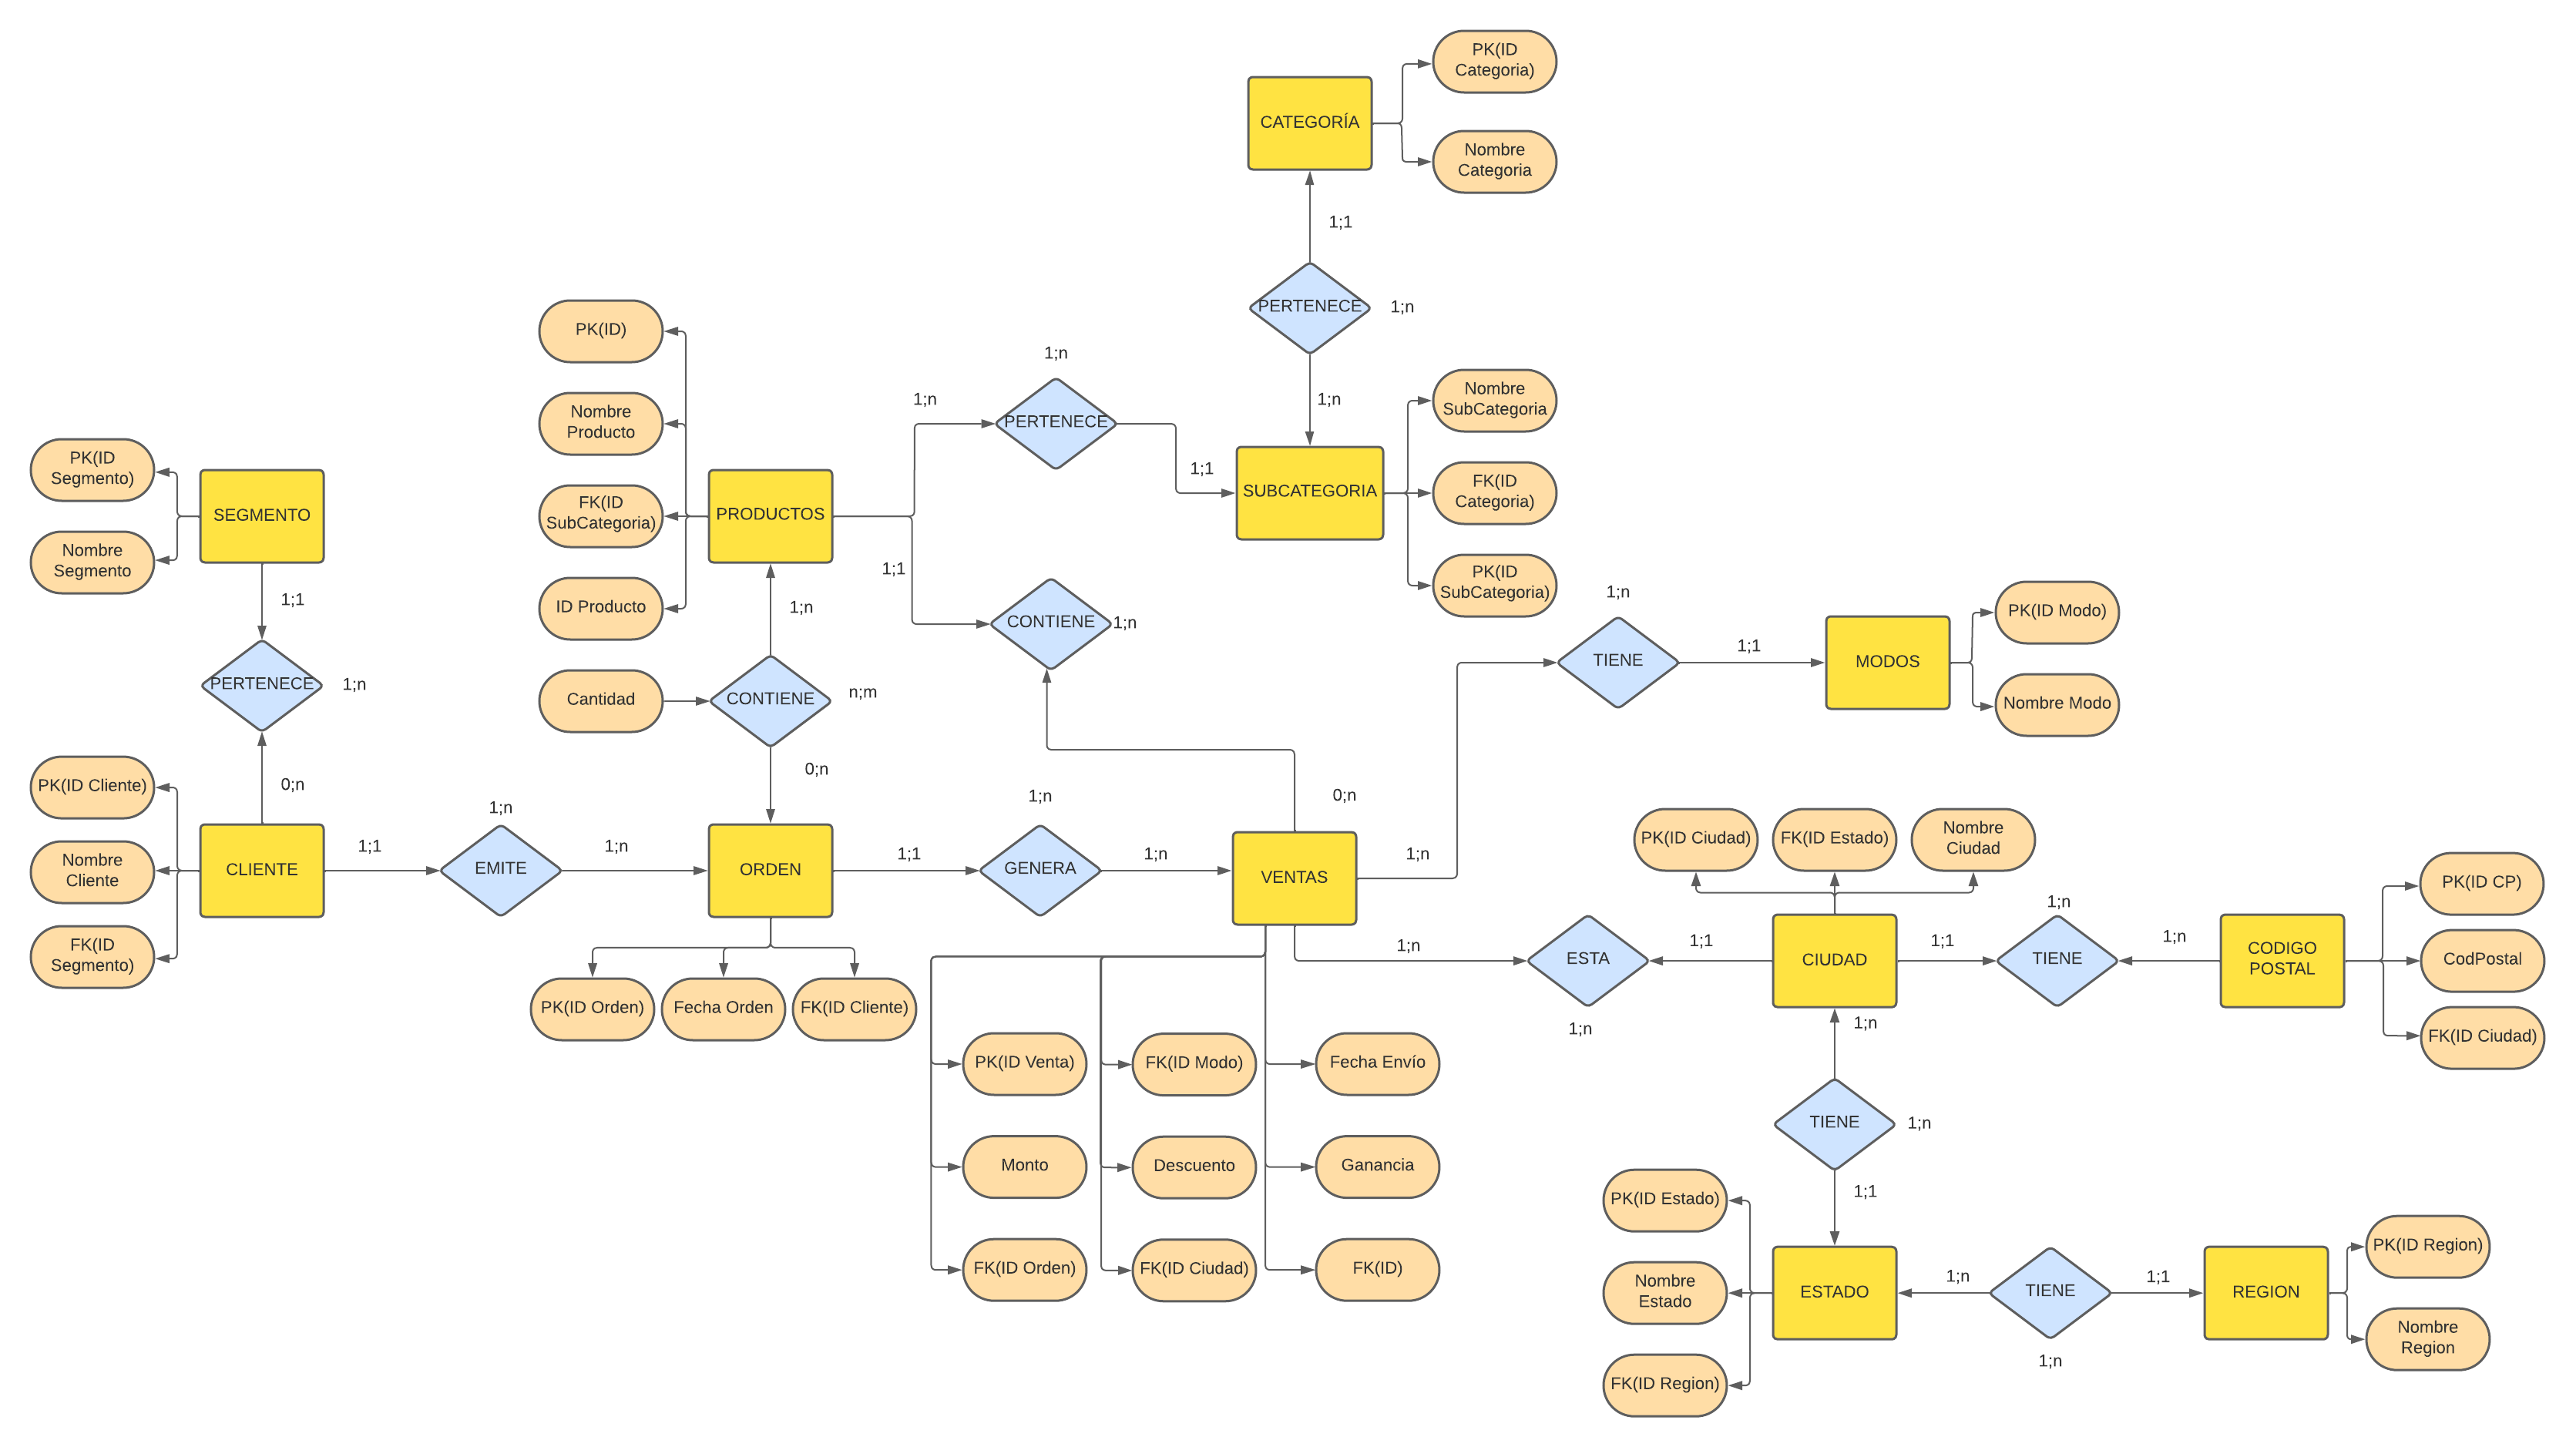 PK(ID
Categoria)
CATEGORÍA
Nombre
Categoria
1;1
PERTENECE
1;n
1;n
PK(ID)
1;n
1;n
PERTENECE
Nombre
Producto
Nombre
SubCategoria
1;1
PK(ID
Segmento)
SEGMENTO
FK(ID
SubCategoria)
PRODUCTOS
SUBCATEGORIA
FK(ID
Categoria)
Nombre
Segmento
1;1
PK(ID
SubCategoria)
1;1
ID Producto
1;n
CONTIENE
1;n
1;n
PK(ID Modo)
1;1
TIENE
MODOS
PERTENECE
1;n
Cantidad
CONTIENE
n;m
Nombre Modo
0;n
PK(ID Cliente)
0;n
1;n
1;n
0;n
Nombre
Cliente
CLIENTE
1;1
EMITE
1;n
ORDEN
1;1
GENERA
1;n
VENTAS
1;n
PK(ID Ciudad)
FK(ID Estado)
Nombre
Ciudad
FK(ID
Segmento)
1;n
PK(ID CP)
1;n
ESTA
1;1
CIUDAD
1;1
TIENE
1;n
CODIGO
POSTAL
CodPostal
PK(ID Orden)
Fecha Orden
FK(ID Cliente)
1;n
1;n
FK(ID Ciudad)
PK(ID Venta)
FK(ID Modo)
Fecha Envío
TIENE
1;n
Monto
Descuento
Ganancia
1;1
PK(ID Estado)
FK(ID Orden)
FK(ID Ciudad)
FK(ID)
Nombre
Estado
ESTADO
1;n
TIENE
1;1
REGION
PK(ID Region)
Nombre
Region
1;n
FK(ID Region)